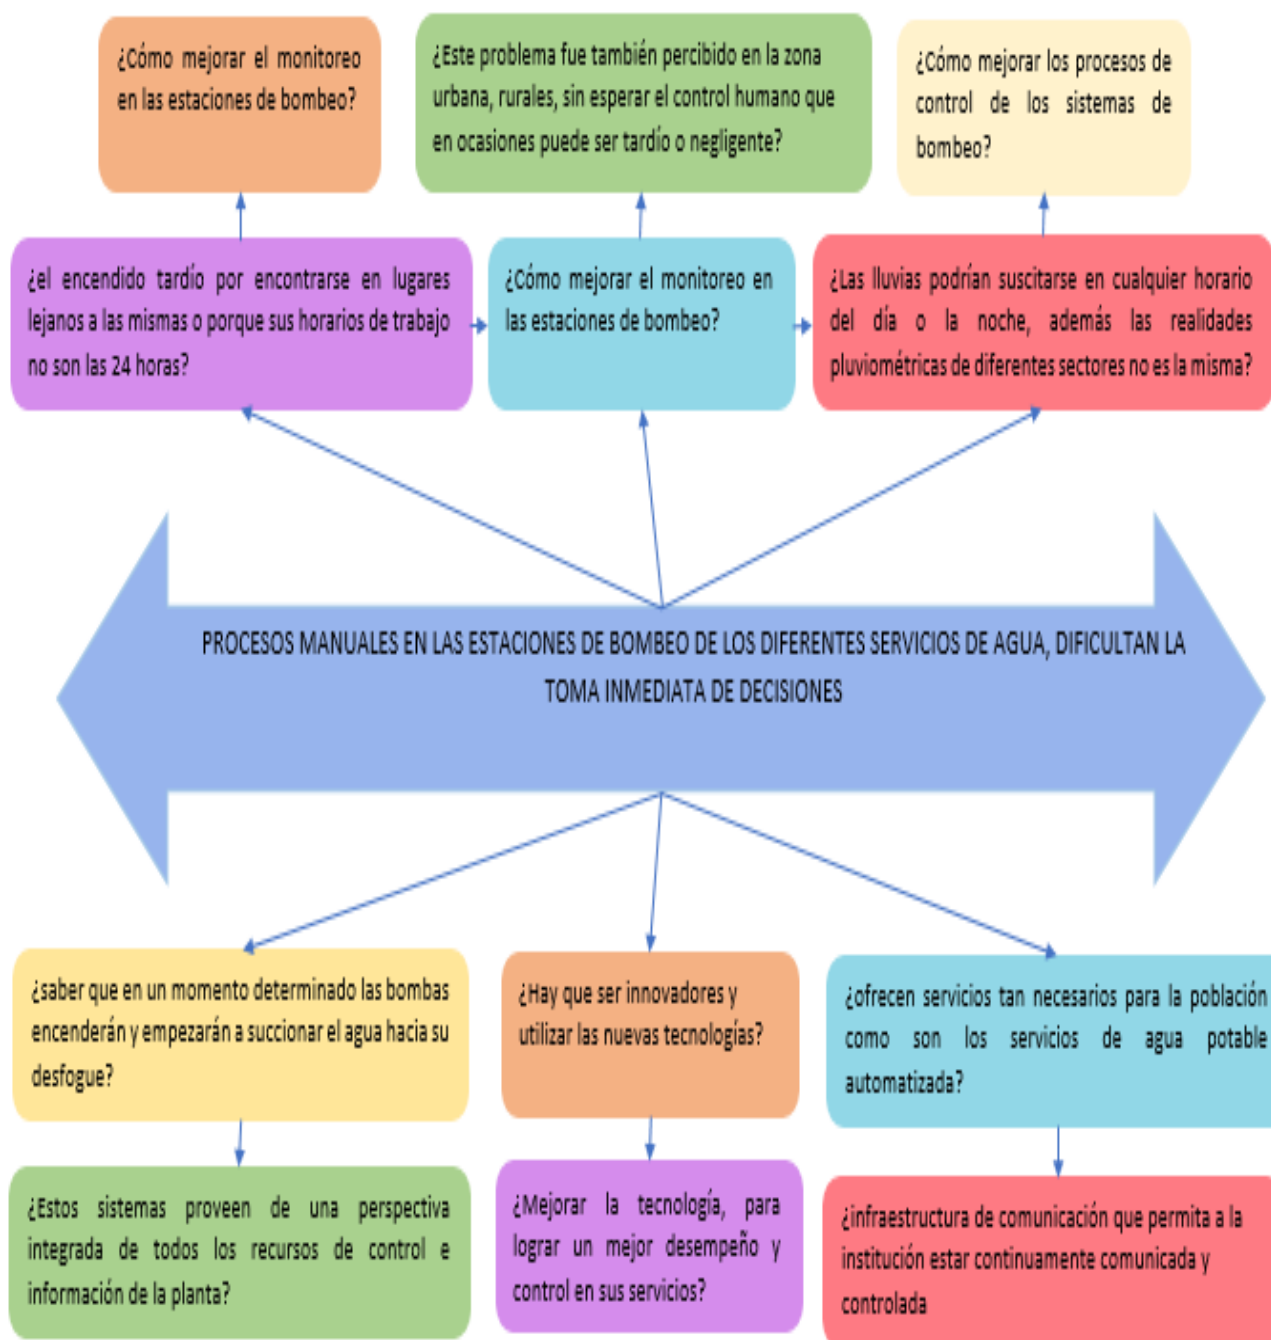 ¿Cómo mejorar el monitoreo
en las estaciones de bombeo?
¿Este problema fue también percibido en la zona
urbana, rurales, sin esperar el control humano que
en ocasiones puede ser tardío o negligente?
¿Cómo mejorar los procesos de
control de los sistemas de
bombeo?
¿el encendido tardío por encontrarse en lugares
lejanos a las mismas o porque sus horarios de trabajo
no son las 24 horas?
¿Cómo mejorar el monitoreo en
las estaciones de bombeo?
¿Las lluvias podrían suscitarse en cualquier horario
del día o la noche, además las realidades
pluviométricas de diferentes sectores no es la misma?
PROCESOS MANUALES EN LAS ESTACIONES DE BOMBEO DE LOS DIFERENTES SERVICIOS DE AGUA, DIFICULTAN LA
TOMA INMEDIATA DE DECISIONES
¿saber que en un momento determinado las bombas
encenderán y empezarán a succionar el agua hacia su
desfogue?
¿Hay que ser innovadores y
utilizar las nuevas tecnologías?
¿ofrecen servicios tan necesarios para la población
como son los servicios de agua potable
automatizada?
¿Estos sistemas proveen de una perspectiva
integrada de todos los recursos de control e
información de la planta?
¿Mejorar la tecnología, para
lograr un mejor desempeño y
control en sus servicios?
¿infraestructura de comunicación que permita a la
institución estar continuamente comunicada y
controlada